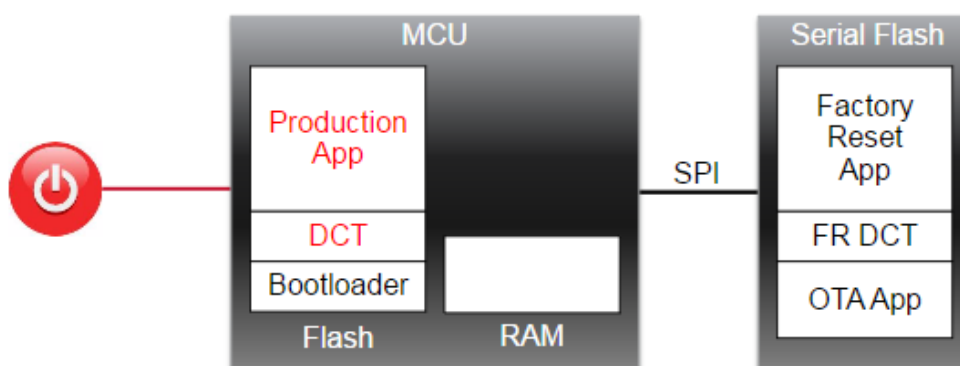 MCU
Production
App
DCT
Bootloader
Flash
RAM
SPI
Serial Flash
Factory
Reset
App
FR DCT
OTA App